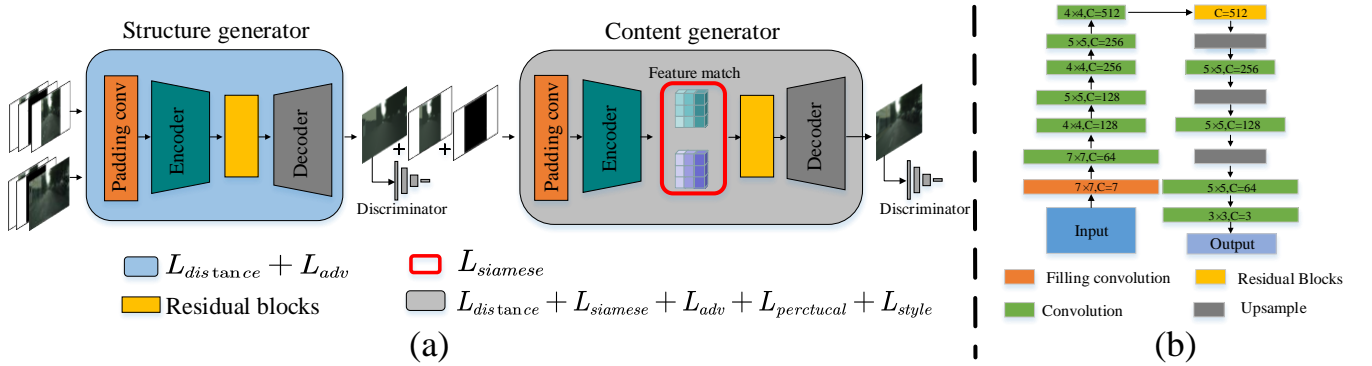 Structure generator
Content generator
Padding conv
Encoder
Decoder
+
+
Discriminator
Padding conv
Encoder
Feature match
Decoder
Discriminator
L_{distance} + L_{adv}
L_{siamese}
Residual blocks
L_{distance} + L_{siamese} + L_{adv} + L_{perctucal} + L_{style}
(a)
4×4,C=512
5×5,C=256
4×4,C=256
5×5,C=128
4×4,C=128
7×7,C=64
7×7,C=7
Input
C=512
5×5,C=256
5×5,C=128
5×5,C=64
3×3,C=3
Output
Filling convolution
Residual Blocks
Convolution
Upsample
(b)